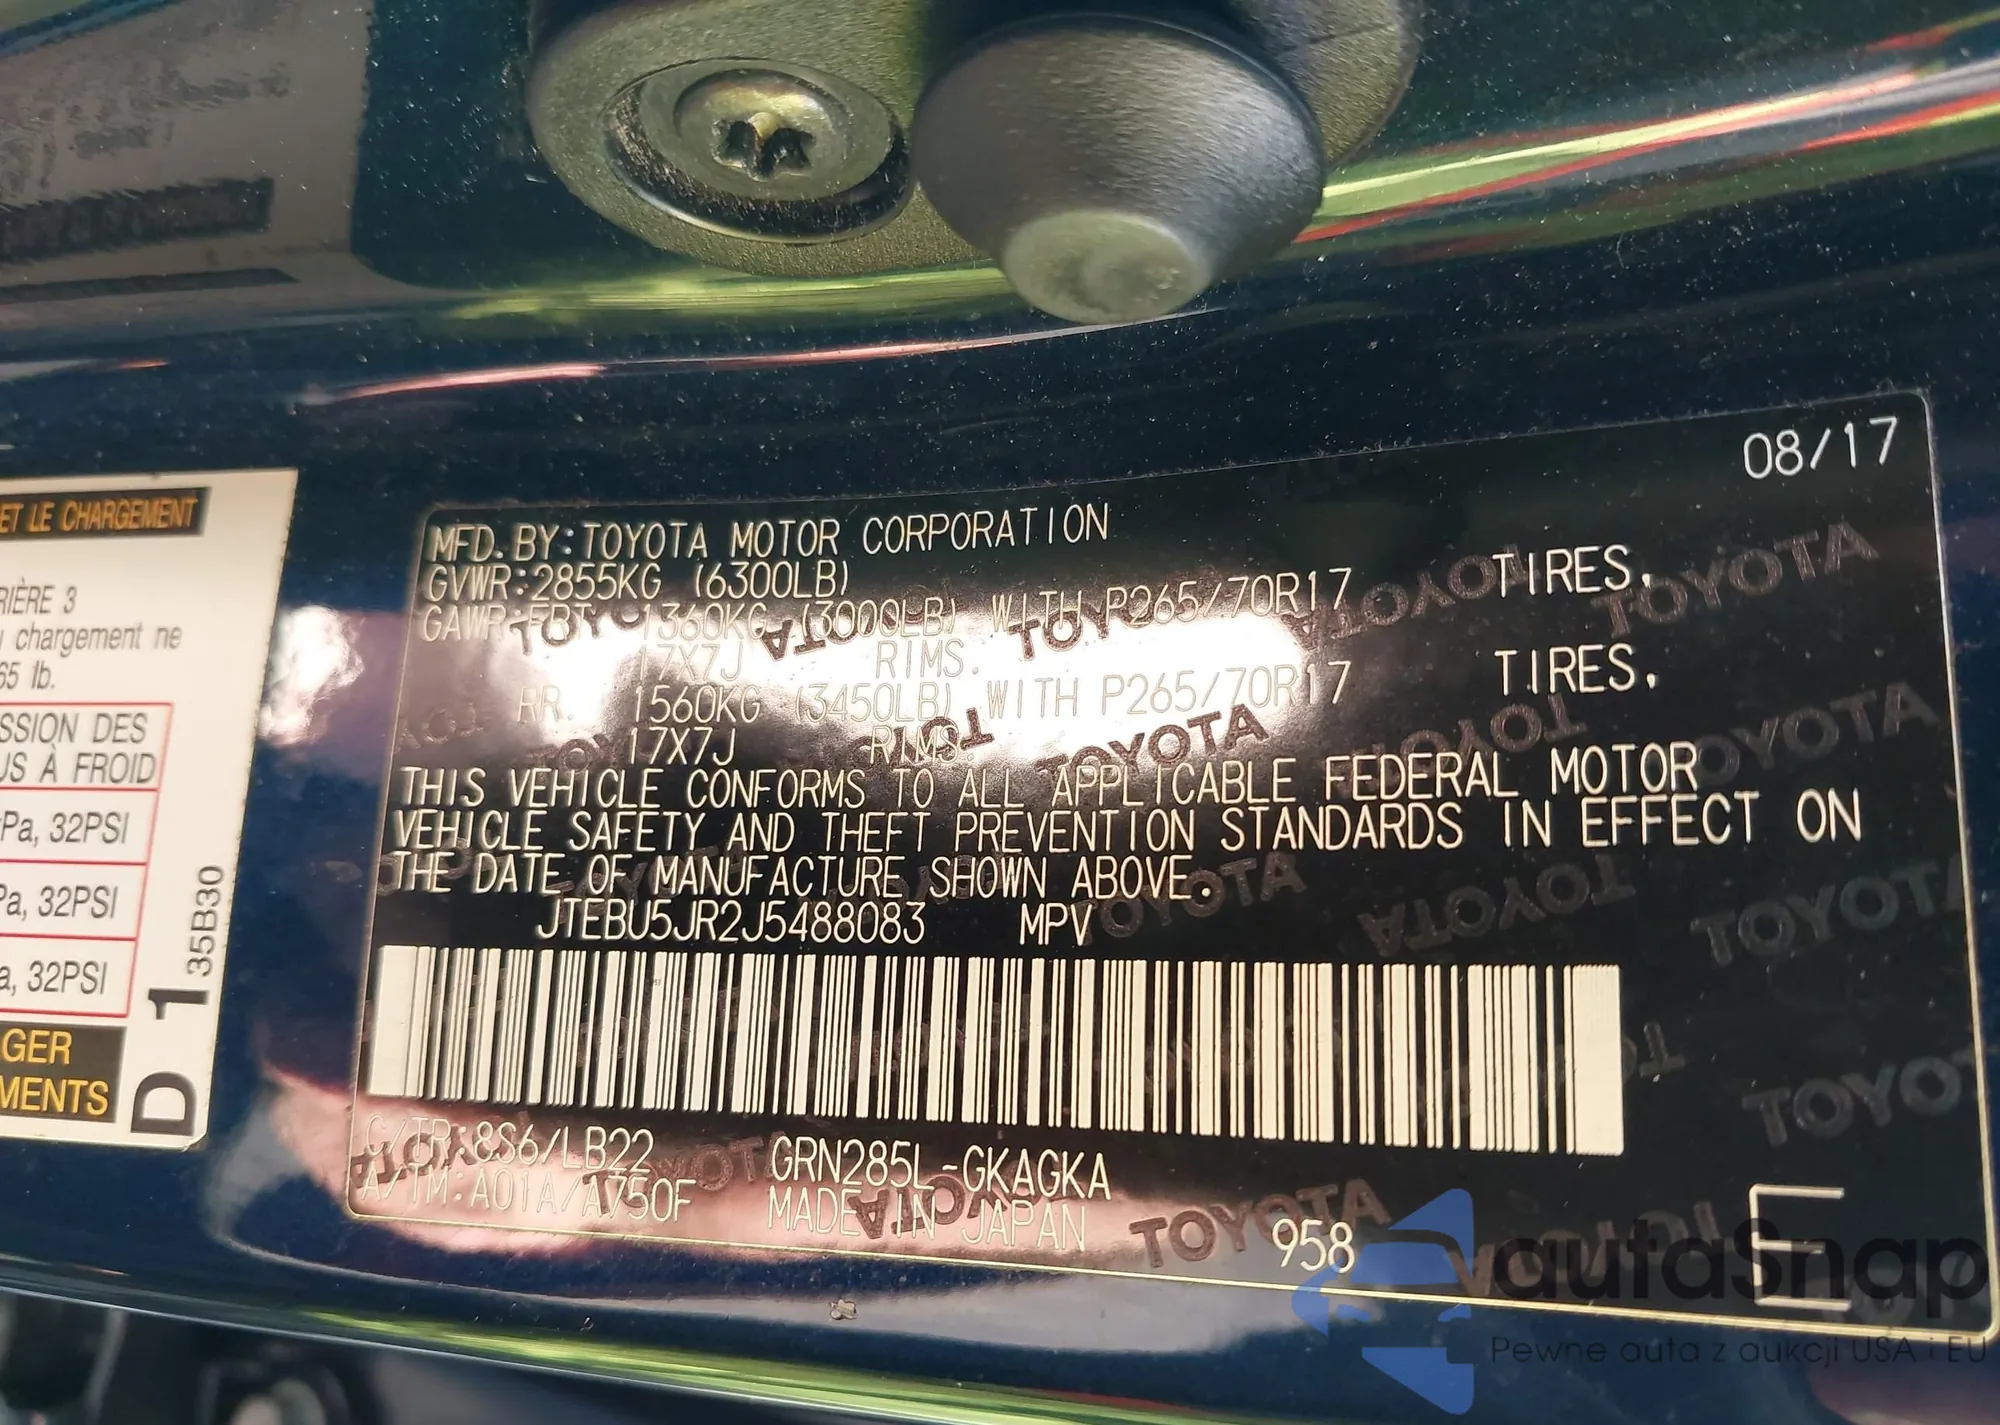 08/17
MFD. BY: TOYOTA MOTOR CORPORATION
GVWR: 2855KG (6300LB)
GAWR: FRT. 1360KG (3000LB) WITH P265/70R17 TIRES,
17X7J RIMS.
RR. 1560KG (3450LB) WITH P265/70R17 TIRES,
17X7J RIMS.
THIS VEHICLE CONFORMS TO ALL APPLICABLE FEDERAL MOTOR
VEHICLE SAFETY AND THEFT PREVENTION STANDARDS IN EFFECT ON
THE DATE OF MANUFACTURE SHOWN ABOVE.
JTEBU5JR2J5488083 MPV
C/TR: 8S6/LB22 GRN285L-GKAGKA
A/TM: A01A/A750F MADE IN JAPAN
958 E
TOYOTA
ET LE CHARGEMENT
RIÈRE 3
chargement ne
65 lb.
SSION DES
US À FROID
Pa, 32PSI
Pa, 32PSI
a, 32PSI
GER
MENTS
D 1 35B30
autaSnap
Pewne auta z aukcji USA i EU